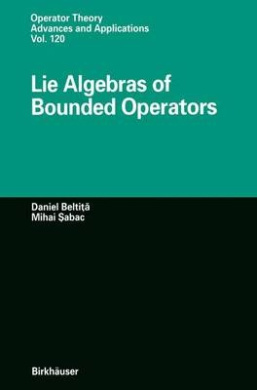 Operator Theory
Advances and Applications
Vol. 120
Lie Algebras of
Bounded Operators
Daniel Beltiţă
Mihai Şabac
Birkhäuser